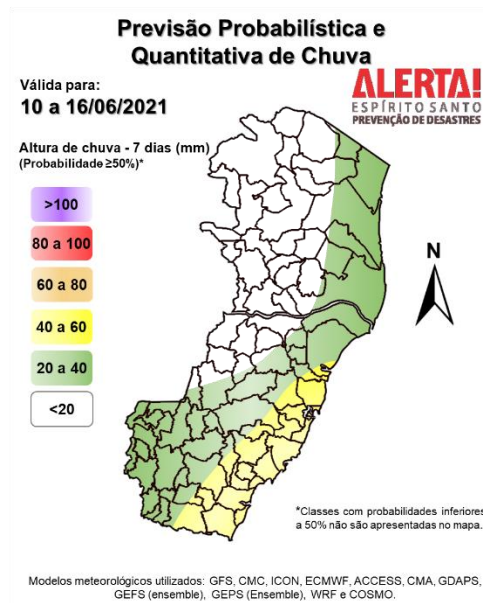 Previsão Probabilística e
Quantitativa de Chuva
Válida para:
10 a 16/06/2021
ALERTA!
ESPÍRITO SANTO
PREVENÇÃO DE DESASTRES
Altura de chuva - 7 dias (mm)
(Probabilidade ≥50%)*
>100
80 a 100
60 a 80
40 a 60
20 a 40
<20
N
*Classes com probabilidades inferiores
a 50% não são apresentadas no mapa.
Modelos meteorológicos utilizados: GFS, CMC, ICON, ECMWF, ACCESS, CMA, GDAPS,
GEFS (ensemble), GEPS (Ensemble), WRF e COSMO.